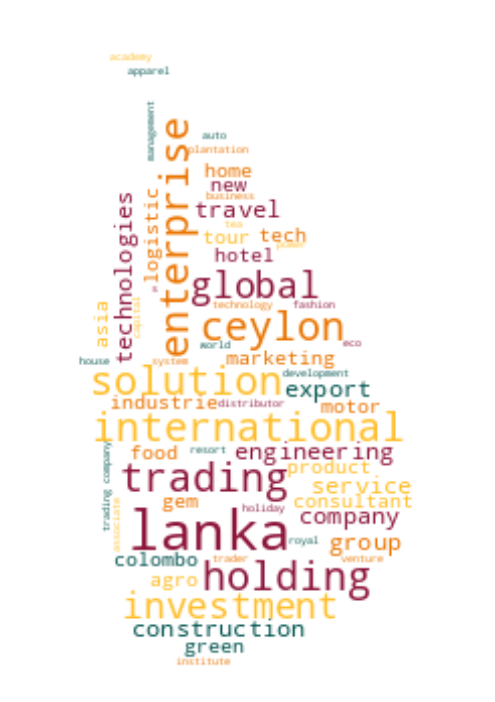 academy
apparel
management
auto
plantation
enterprise
home
new
business
logistic
technologies
travel
tea
tour tech
power
hotel
global
asia
capital
technology fashion
ceylon
world eco
house system marketing
solution development
export
industrie distributor motor
international
trading company
food resort engineering
trading product
service
gem consultant
associate
holiday company
lanka royal group
colombo trader venture
agro holding
investment
construction
green
institute